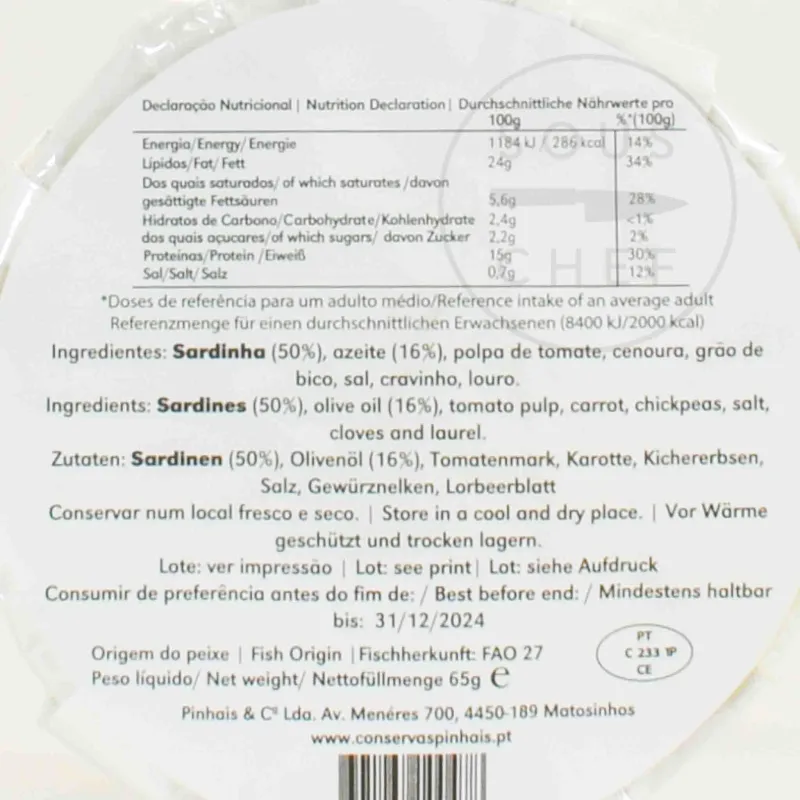 Declaração Nutricional | Nutrition Declaration | Durchschnittliche Nährwerte pro
100g %*(100g)
Energia/Energy/ Energie 1184 kJ / 286 kcal 14%
Lipidos/Fat/ Fett 24g 34%
Dos quais saturados/ of which saturates /davon
gesättigte Fettsäuren 5,6g 28%
Hidratos de Carbono/Carbohydrate/Kohlenhydrate 2,4g <1%
dos quais açucares/of which sugars/ davon Zucker 2,2g 2%
Proteínas/Protein /Eiweiß 15g 30%
Sal/Salt/ Salz 0,7g 12%
SOUS
CHEF
*Doses de referência para um adulto médio/Reference intake of an average adult
Referenzmenge für einen durchschnittlichen Erwachsenen (8400 kJ/2000 kcal)
Ingredientes: Sardinha (50%), azeite (16%), polpa de tomate, cenoura, grão de
bico, sal, cravinho, louro.
Ingredients: Sardines (50%), olive oil (16%), tomato pulp, carrot, chickpeas, salt,
cloves and laurel.
Zutaten: Sardinen (50%), Olivenöl (16%), Tomatenmark, Karotte, Kichererbsen,
Salz, Gewürznelken, Lorbeerblatt
Conservar num local fresco e seco. | Store in a cool and dry place. | Vor Wärme
geschützt und trocken lagern.
Lote: ver impressão | Lot: see print | Lot: siehe Aufdruck
Consumir de preferência antes do fim de: / Best before end: / Mindestens haltbar
bis: 31/12/2024
Origem do peixe | Fish Origin | Fischherkunft: FAO 27
Peso líquido/ Net weight/ Nettofüllmenge 65g ℮
PT
C 233 1P
CE
Pinhais & Cª Lda. Av. Menéres 700, 4450-189 Matosinhos
www.conservaspinhais.pt